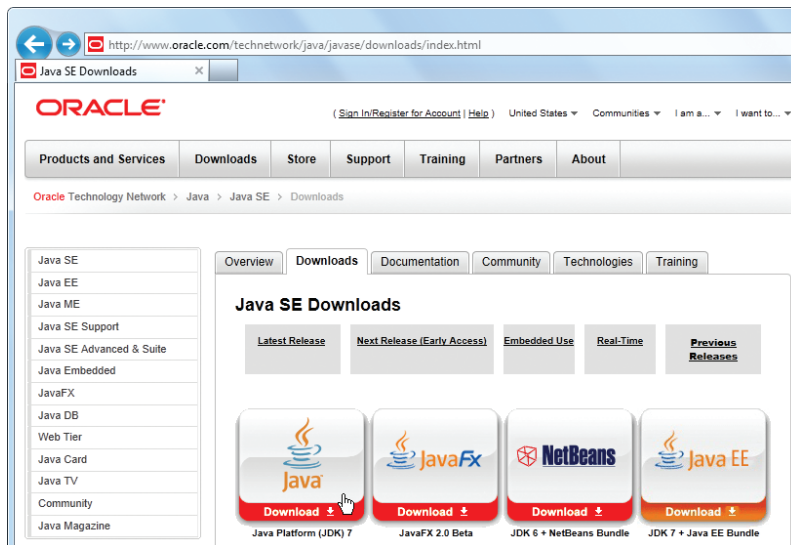 http://www.oracle.com/technetwork/java/javase/downloads/index.html
Java SE Downloads
ORACLE
( Sign In/Register for Account | Help ) United States Communities I am a... I want to...
Products and Services Downloads Store Support Training Partners About
Oracle Technology Network > Java > Java SE > Downloads
Java SE
Java EE
Java ME
Java SE Support
Java SE Advanced & Suite
Java Embedded
JavaFX
Java DB
Web Tier
Java Card
Java TV
Community
Java Magazine
Overview Downloads Documentation Community Technologies Training
Java SE Downloads
Latest Release Next Release (Early Access) Embedded Use Real-Time Previous Releases
Java JavaFX NetBeans Java EE
Download Download Download Download
Java Platform (JDK) 7 JavaFX 2.0 Beta JDK 6 + NetBeans Bundle JDK 7 + Java EE Bundle